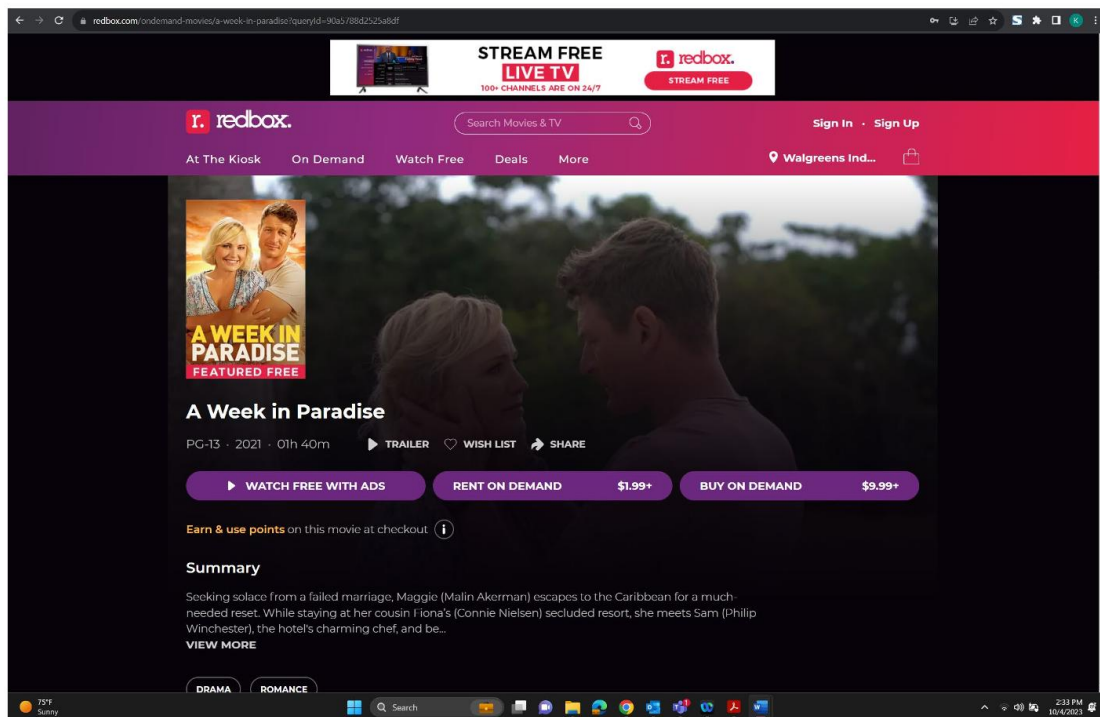 redbox.com/ondemand-movies/a-week-in-paradise?queryId=90a5788d2525a8df
K
STREAM FREE
LIVE TV
100+ CHANNELS ARE ON 24/7
r. redbox.
STREAM FREE
r. redbox.
Search Movies & TV
Sign In · Sign Up
At The Kiosk On Demand Watch Free Deals More
Walgreens Ind...
A WEEK IN
PARADISE
FEATURED FREE
A Week in Paradise
PG-13 · 2021 · 01h 40m TRAILER WISH LIST SHARE
WATCH FREE WITH ADS RENT ON DEMAND $1.99+ BUY ON DEMAND $9.99+
Earn & use points on this movie at checkout i
Summary
Seeking solace from a failed marriage, Maggie (Malin Akerman) escapes to the Caribbean for a much-
needed reset. While staying at her cousin Fiona's (Connie Nielsen) secluded resort, she meets Sam (Philip
Winchester), the hotel's charming chef, and be...
VIEW MORE
DRAMA ROMANCE
75°F
Sunny
Search
2:33 PM
10/4/2023